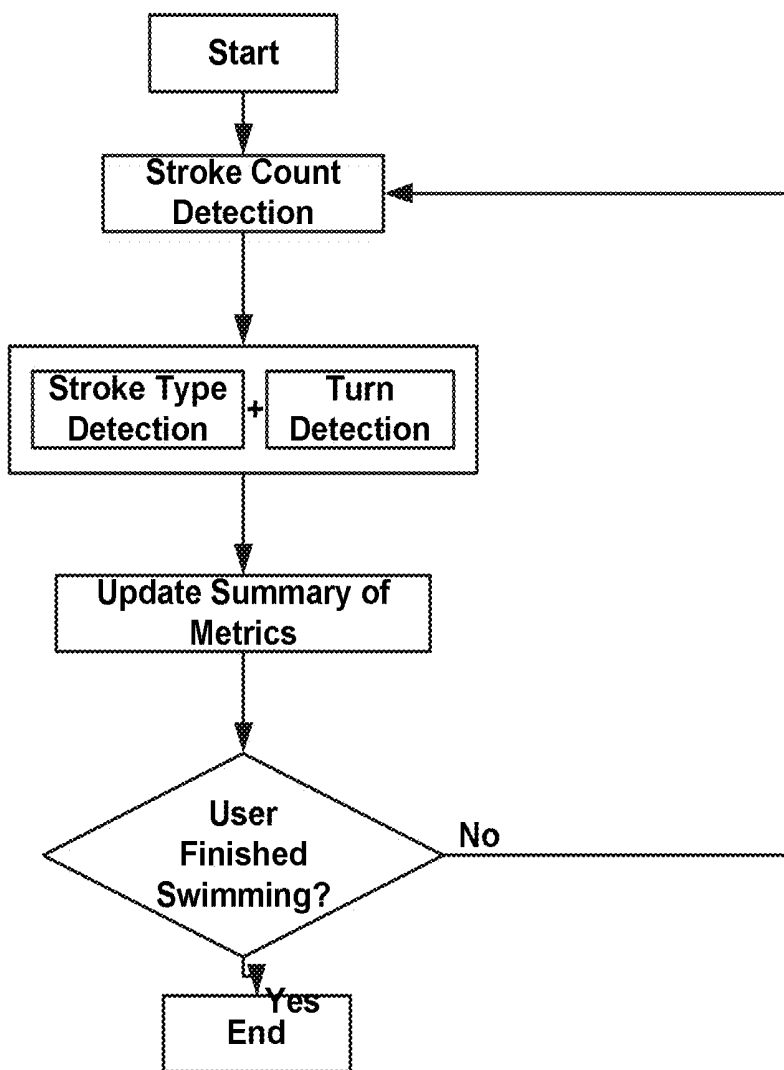 Start
Stroke Count
Detection
Stroke Type
Detection
+
Turn
Detection
Update Summary of
Metrics
User
Finished
Swimming?
No
Yes
End